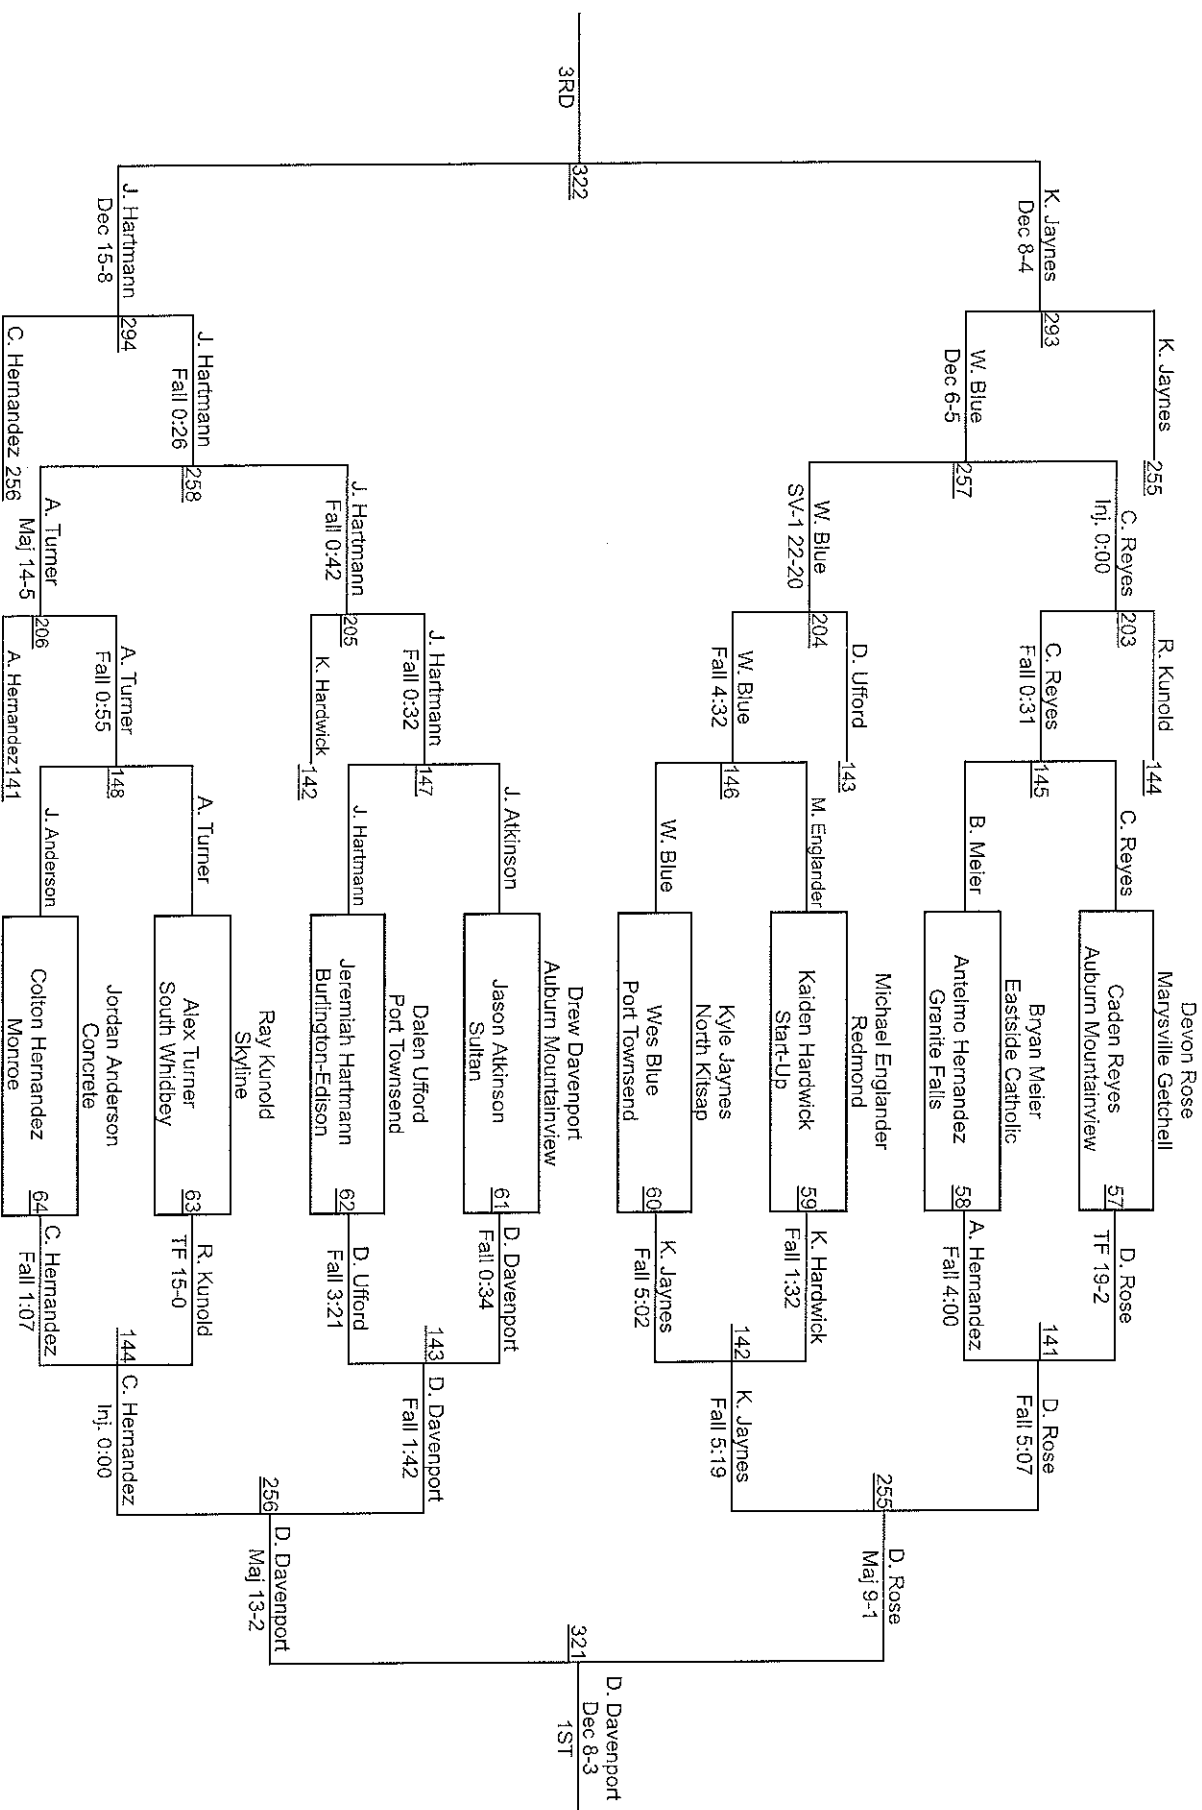 Devon Rose
Marysville Getchell
Caden Reyes
Auburn Mountainview
57
Bryan Meier
Eastside Catholic
Antelmo Hernandez
Granite Falls
58
Michael Englander
Redmond
Kaiden Hardwick
Start-Up
59
Kyle Jaynes
North Kitsap
Wes Blue
Port Townsend
60
Drew Davenport
Auburn Mountainview
Jason Atkinson
Sultan
61
Dalen Ufford
Port Townsend
Jeremiah Hartmann
Burlington-Edison
62
Ray Kunold
Skyline
Alex Turner
South Whidbey
63
Jordan Anderson
Concrete
Colton Hernandez
Monroe
64
D. Rose
TF 19-2
A. Hernandez
Fall 4:00
K. Hardwick
Fall 1:32
K. Jaynes
Fall 5:02
D. Davenport
Fall 0:34
D. Ufford
Fall 3:21
R. Kunold
TF 15-0
C. Hernandez
Fall 1:07
141
D. Rose
Fall 5:07
142
K. Jaynes
Fall 5:19
143
D. Davenport
Fall 1:42
144
C. Hernandez
Inj. 0:00
255
D. Rose
Maj 9-1
256
D. Davenport
Maj 13-2
321
D. Davenport
Dec 8-3
1ST
C. Reyes
B. Meier
M. Englander
W. Blue
J. Atkinson
J. Hartmann
A. Turner
J. Anderson
R. Kunold
144
145
C. Reyes
Fall 0:31
D. Ufford
143
146
W. Blue
Fall 4:32
147
J. Hartmann
Fall 0:32
K. Hardwick
142
148
A. Turner
Fall 0:55
A. Hernandez
141
203
C. Reyes
Inj. 0:00
204
W. Blue
SV-1 22-20
205
J. Hartmann
Fall 0:42
206
A. Turner
Maj 14-5
K. Jaynes
255
257
W. Blue
Dec 6-5
258
J. Hartmann
Fall 0:26
C. Hernandez
256
293
K. Jaynes
Dec 8-4
294
J. Hartmann
Dec 15-8
322
3RD